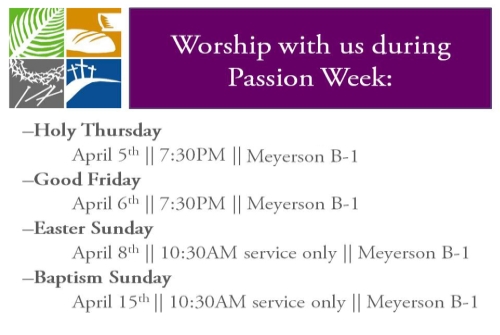 Worship with us during
Passion Week:
–Holy Thursday
April 5th || 7:30PM || Meyerson B-1
–Good Friday
April 6th || 7:30PM || Meyerson B-1
–Easter Sunday
April 8th || 10:30AM service only || Meyerson B-1
–Baptism Sunday
April 15th || 10:30AM service only || Meyerson B-1